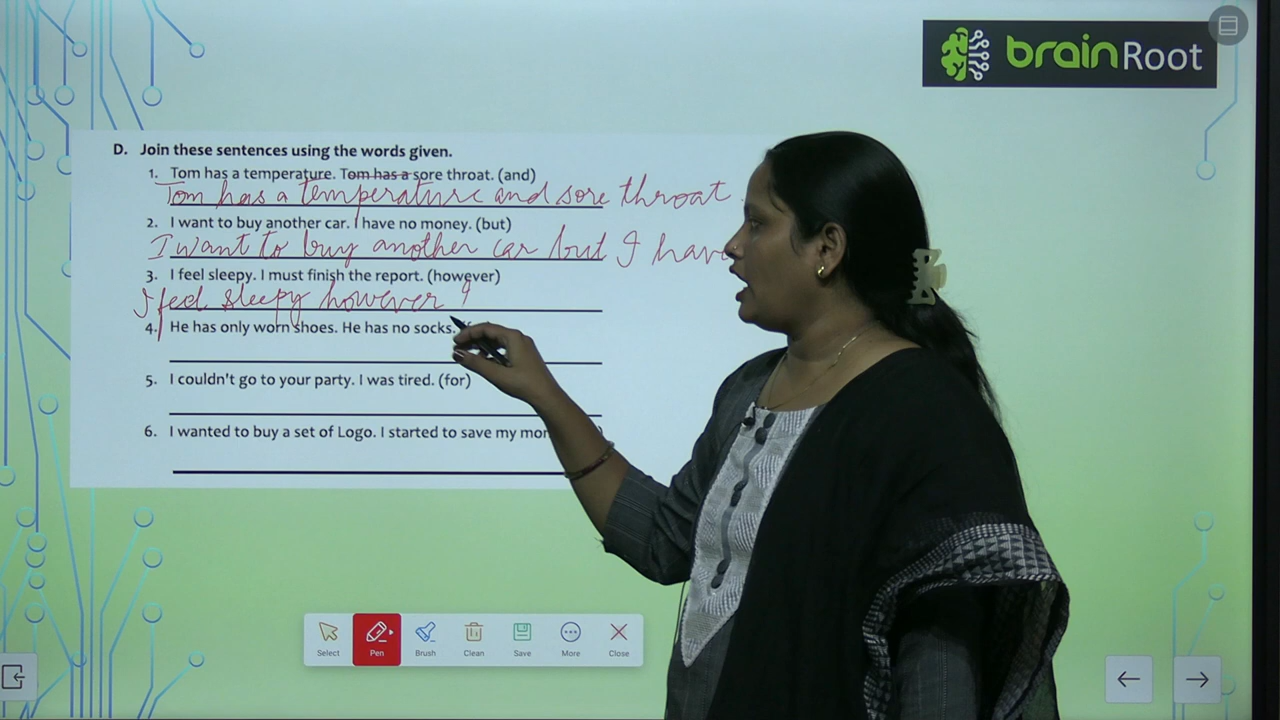 brainRoot
D. Join these sentences using the words given.
1. Tom has a temperature. Tom has a sore throat. (and)
Tom has a temperature and sore throat.
2. I want to buy another car. I have no money. (but)
I want to buy another car but I have
3. I feel sleepy. I must finish the report. (however)
I feel sleepy however I
4. He has only worn shoes. He has no socks.
5. I couldn't go to your party. I was tired. (for)
6. I wanted to buy a set of Logo. I started to save my
Select Pen Brush Clean Save More Close